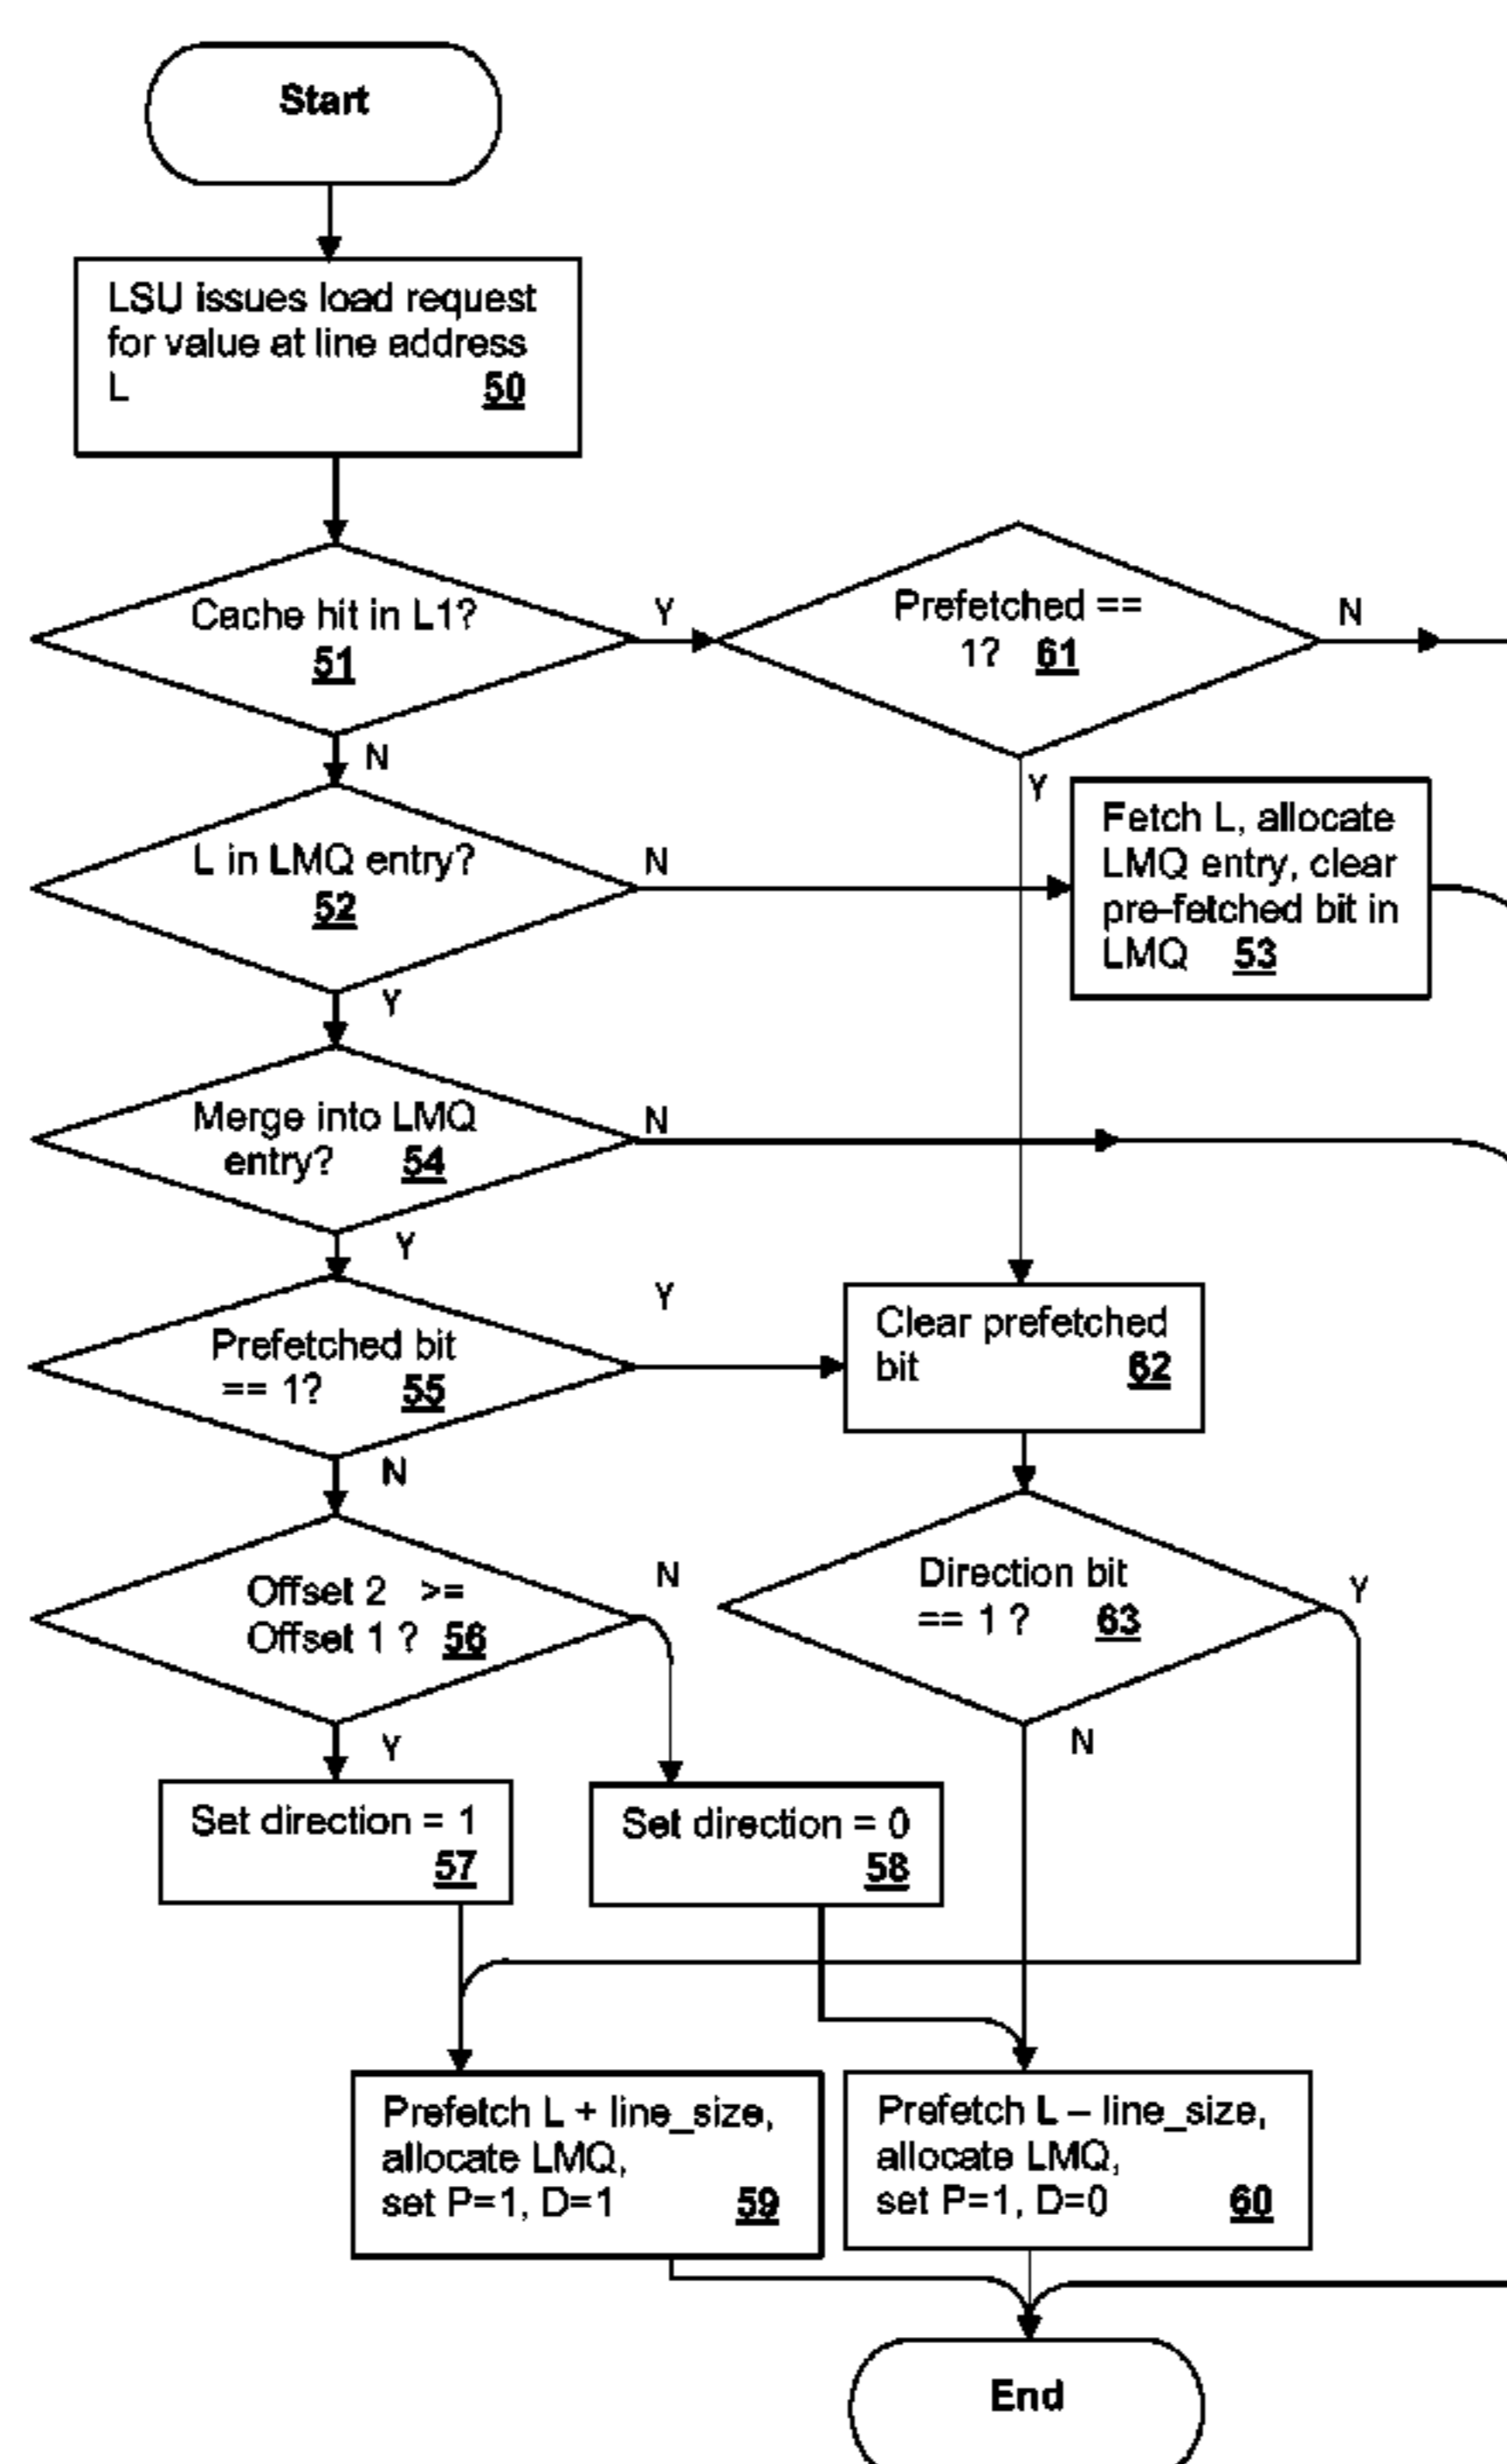 Start
LSU issues load request
for value at line address
L 50
Cache hit in L1?
51
Y
Prefetched ==
1? 61
N
N
Y
L in LMQ entry?
52
N
Fetch L, allocate
LMQ entry, clear
pre-fetched bit in
LMQ 53
Y
Merge into LMQ
entry? 54
N
Y
Prefetched bit
== 1? 55
Y
Clear prefetched
bit 62
N
Offset 2 >=
Offset 1 ? 56
N
Direction bit
== 1 ? 63
Y
Y
N
Set direction = 1
57
Set direction = 0
58
Prefetch L + line_size,
allocate LMQ,
set P=1, D=1 59
Prefetch L – line_size,
allocate LMQ,
set P=1, D=0 60
End